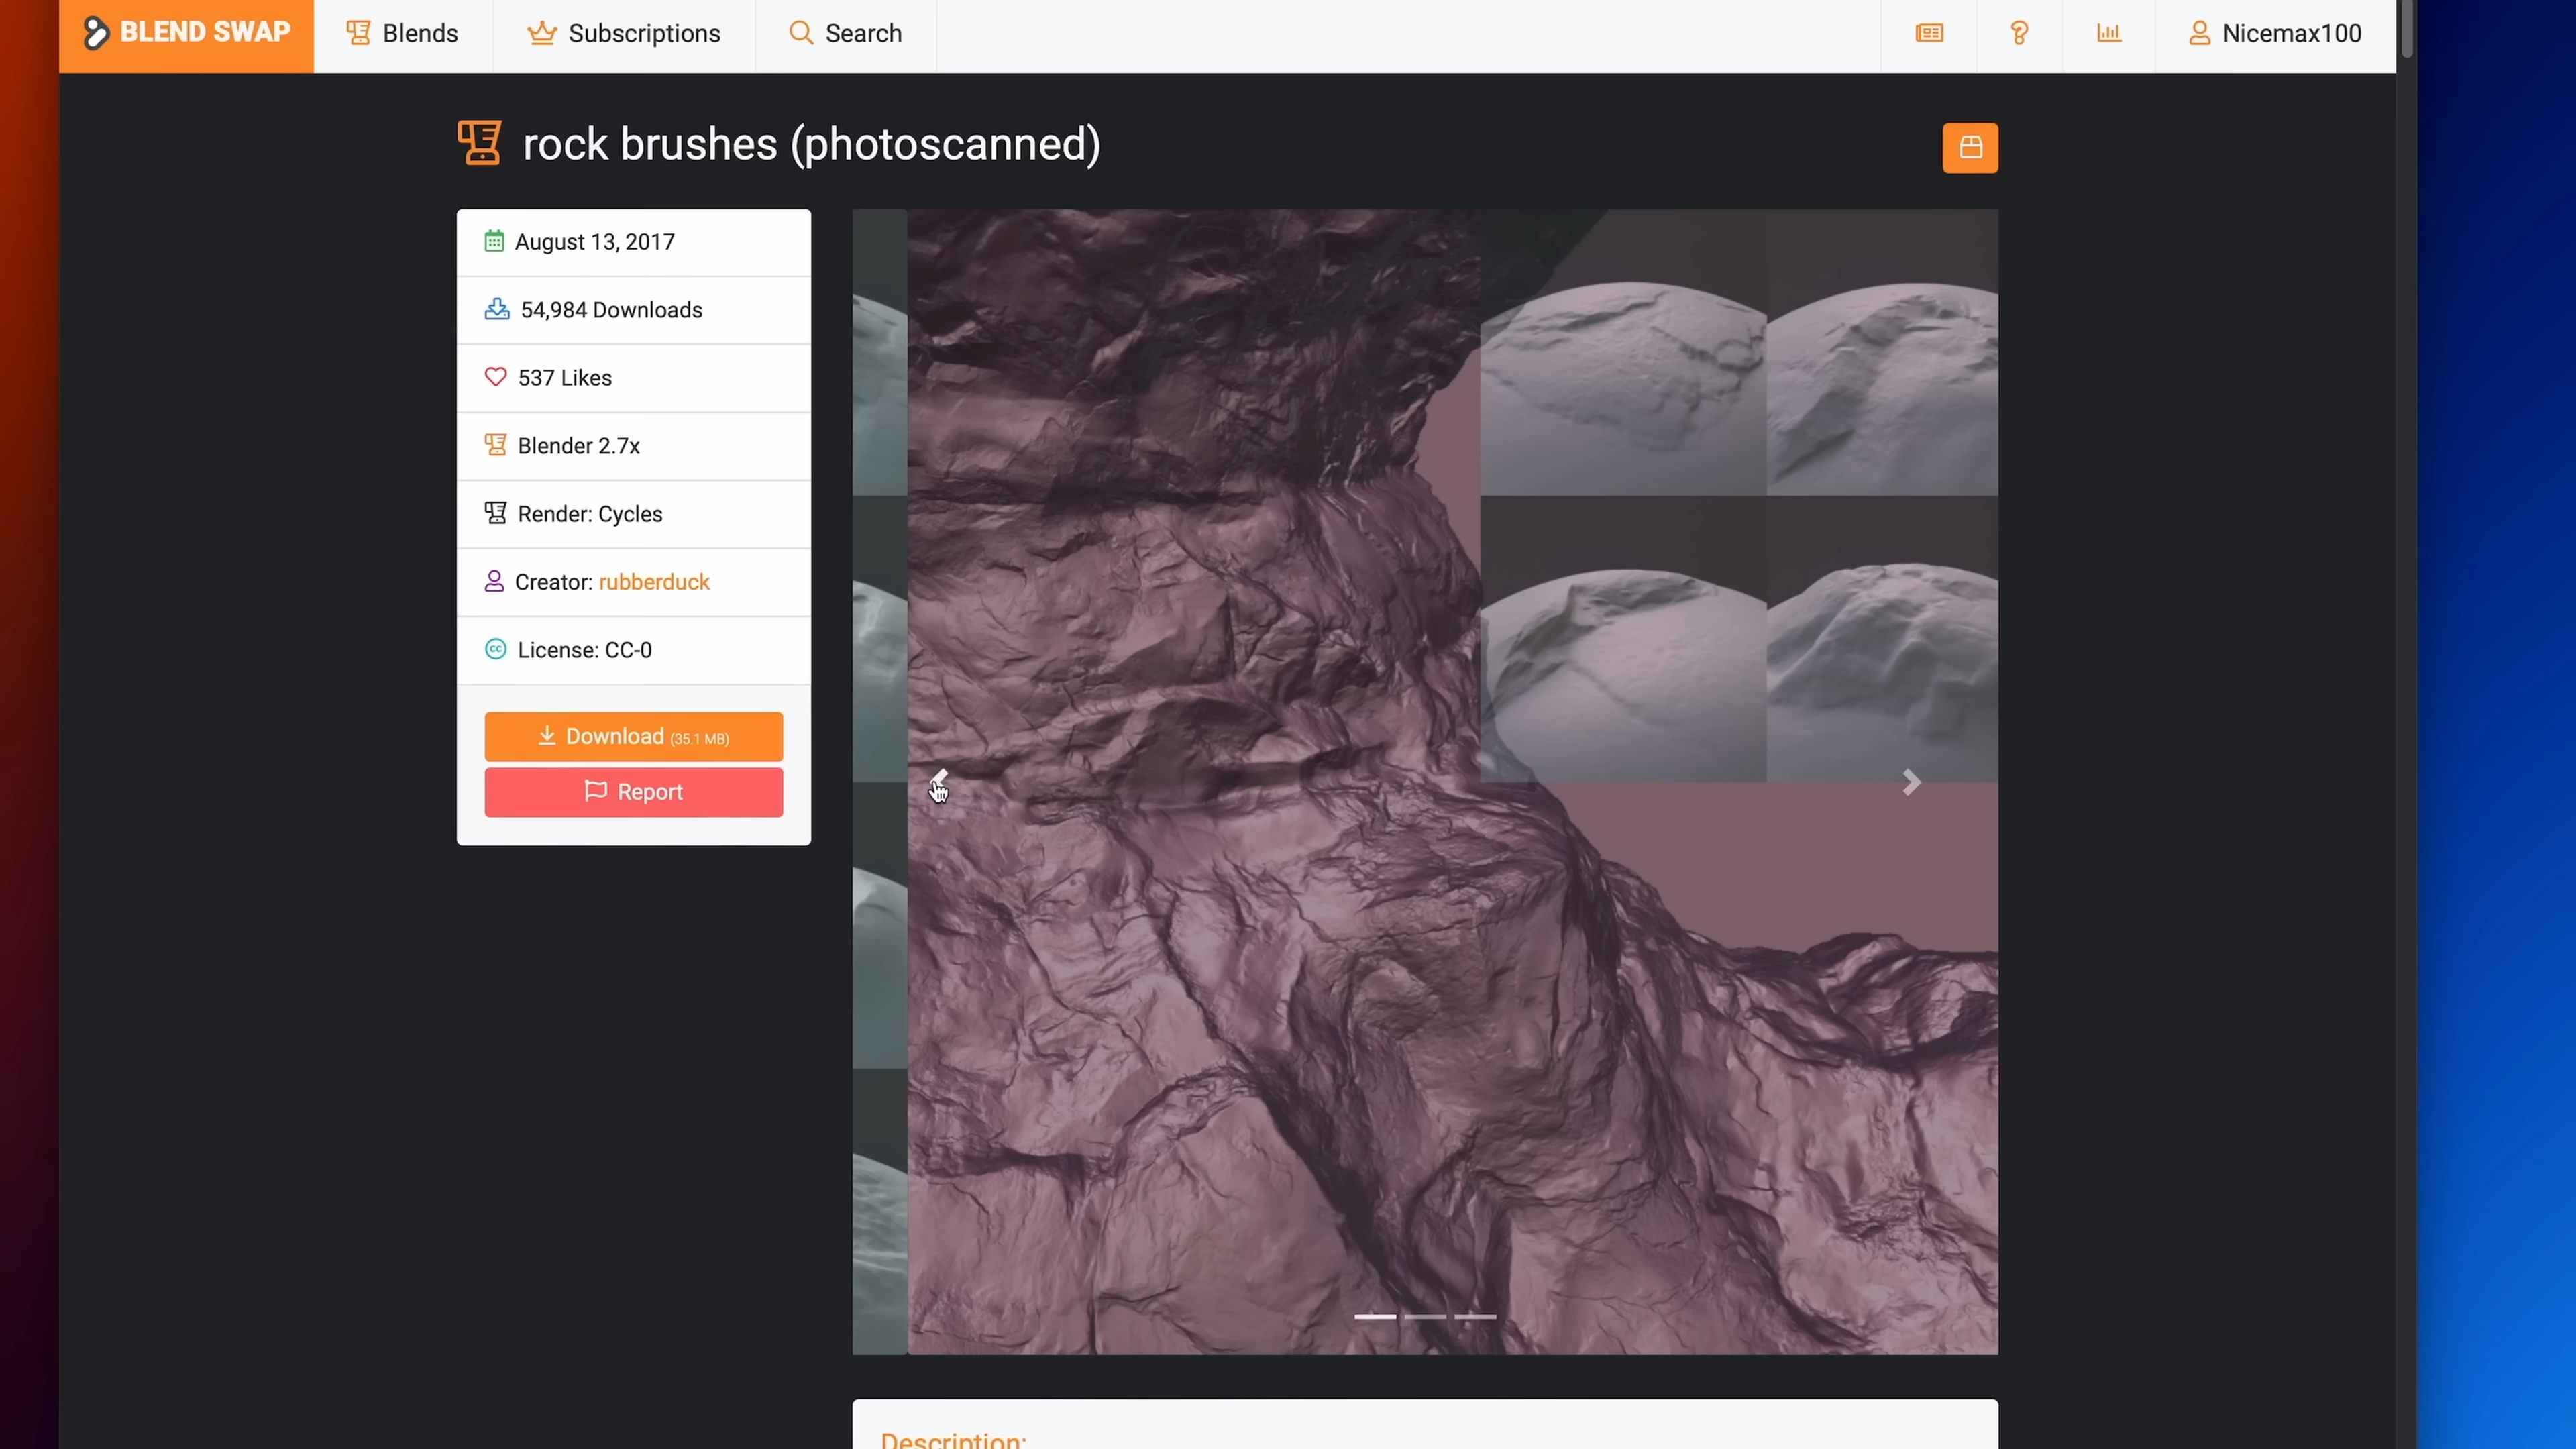 BLEND SWAP
Blends
Subscriptions
Search
Nicemax100
rock brushes (photoscanned)
August 13, 2017
54,984 Downloads
537 Likes
Blender 2.7x
Render: Cycles
Creator: rubberduck
License: CC-0
Download (35.1 MB)
Report
Description: